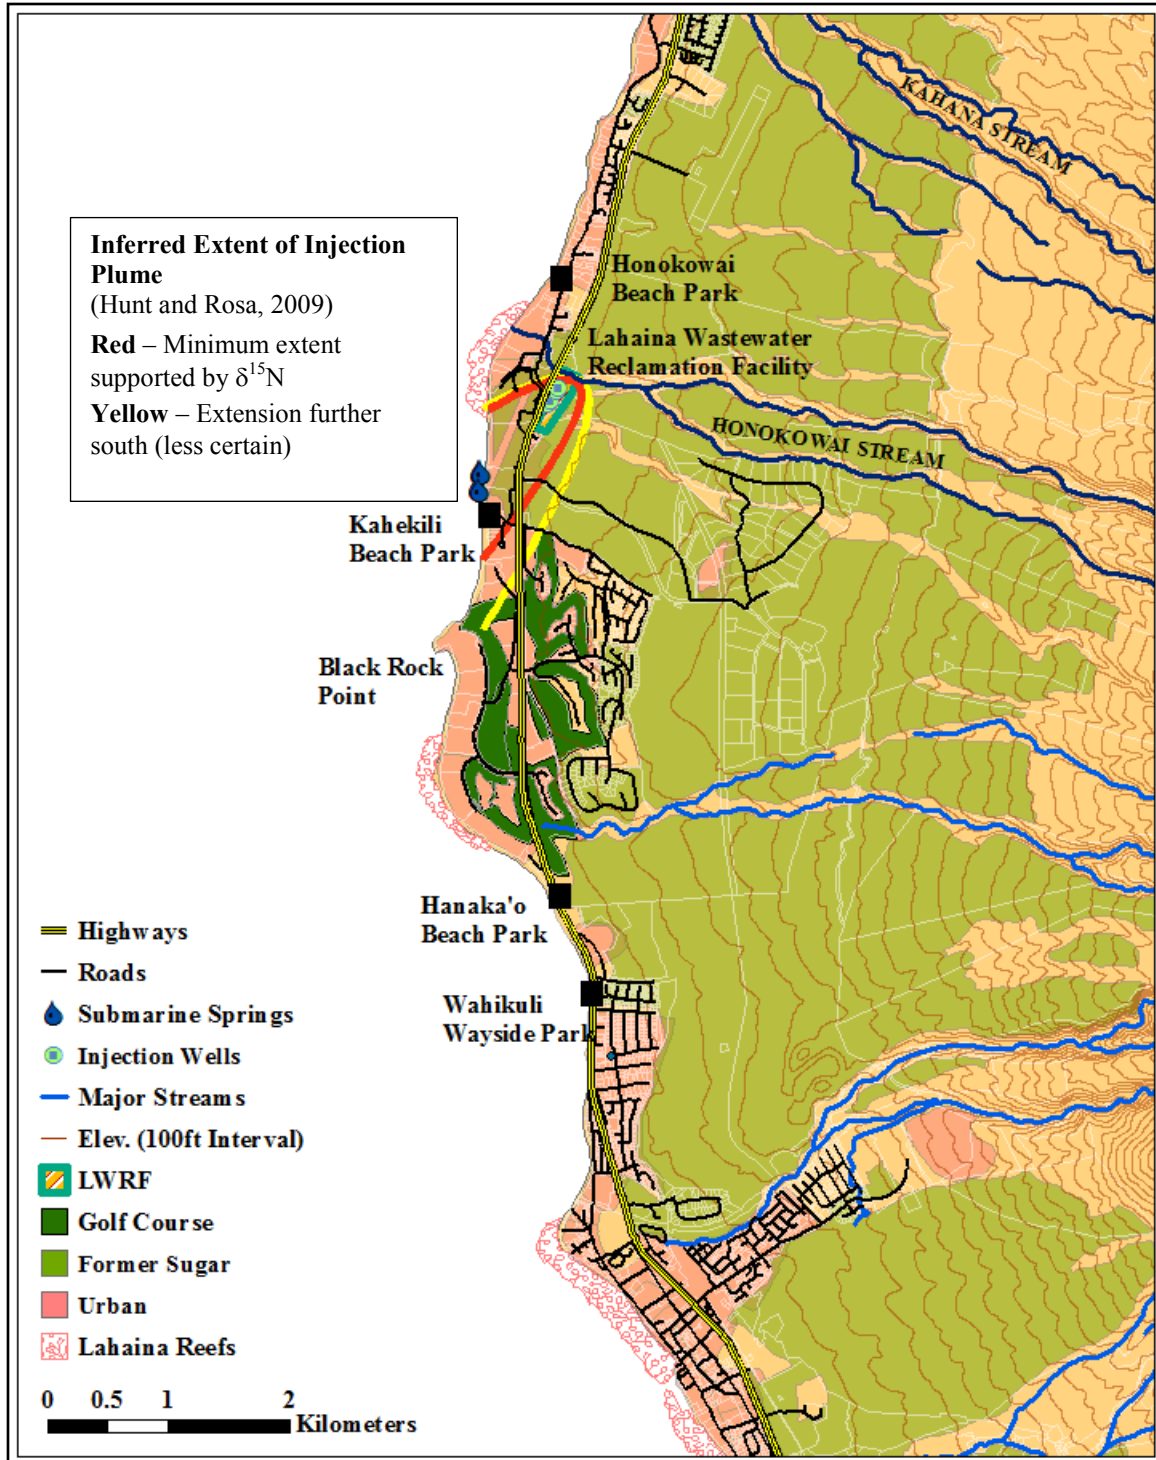 KAHANA STREAM
Inferred Extent of Injection
Plume
(Hunt and Rosa, 2009)
Red – Minimum extent
supported by δ¹⁵N
Yellow – Extension further
south (less certain)
Honokowai
Beach Park
Lahaina Wastewater
Reclamation Facility
HONOKOWAI STREAM
Kahekili
Beach Park
Black Rock
Point
Hanaka'o
Beach Park
Wahikuli
Wayside Park
Highways
Roads
Submarine Springs
Injection Wells
Major Streams
Elev. (100ft Interval)
LWRF
Golf Course
Former Sugar
Urban
Lahaina Reefs
0 0.5 1 2
Kilometers